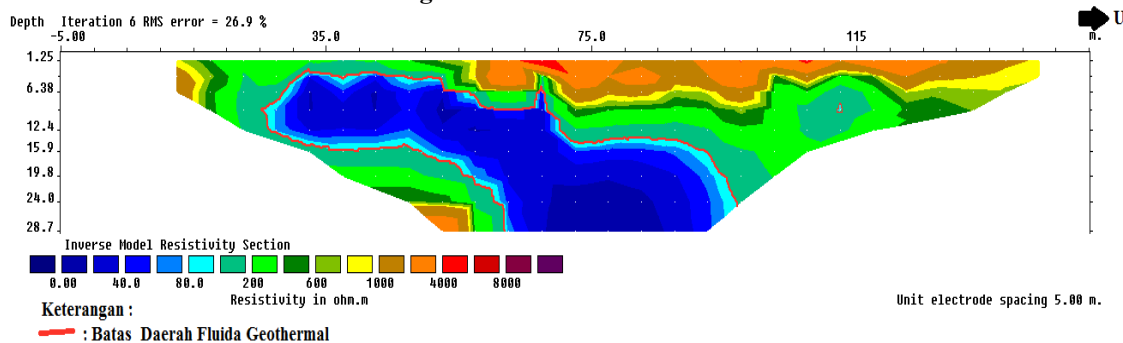 Depth Iteration 6 RMS error = 26.9 %
U
-5.00 35.0 75.0 115 m.
1.25
6.38
12.4
15.9
19.8
24.0
28.7
Inverse Model Resistivity Section
0.00 40.0 80.0 200 600 1000 4000 8000
Resistivity in ohm.m
Unit electrode spacing 5.00 m.
Keterangan :
: Batas Daerah Fluida Geothermal